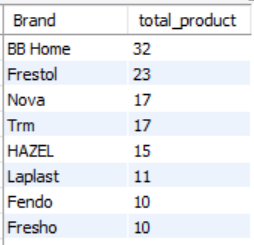 Brand total_product
BB Home 32
Frestol 23
Nova 17
Trm 17
HAZEL 15
Laplast 11
Fendo 10
Fresho 10